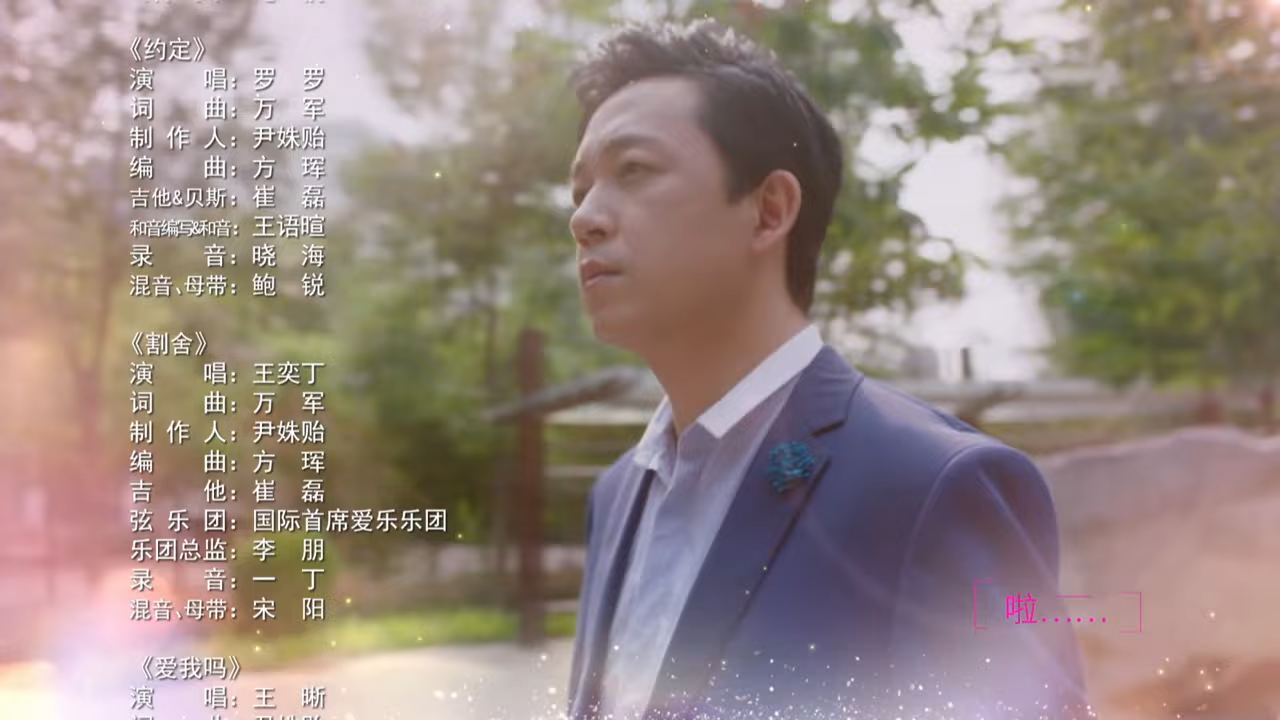 《约定》
演 唱：罗 罗
词 曲：万 军
制 作 人：尹姝贻
编 曲：方 珲
吉他&贝斯：崔 磊
和音编写&和音：王语暄
录 音：晓 海
混音、母带：鲍 锐
《割舍》
演 唱：王奕丁
词 曲：万 军
制 作 人：尹姝贻
编 曲：方 珲
吉 他：崔 磊
弦 乐 团：国际首席爱乐乐团
乐团总监：李 朋
录 音：一 丁
混音、母带：宋 阳
啦……
《爱我吗》
演 唱：王 晰